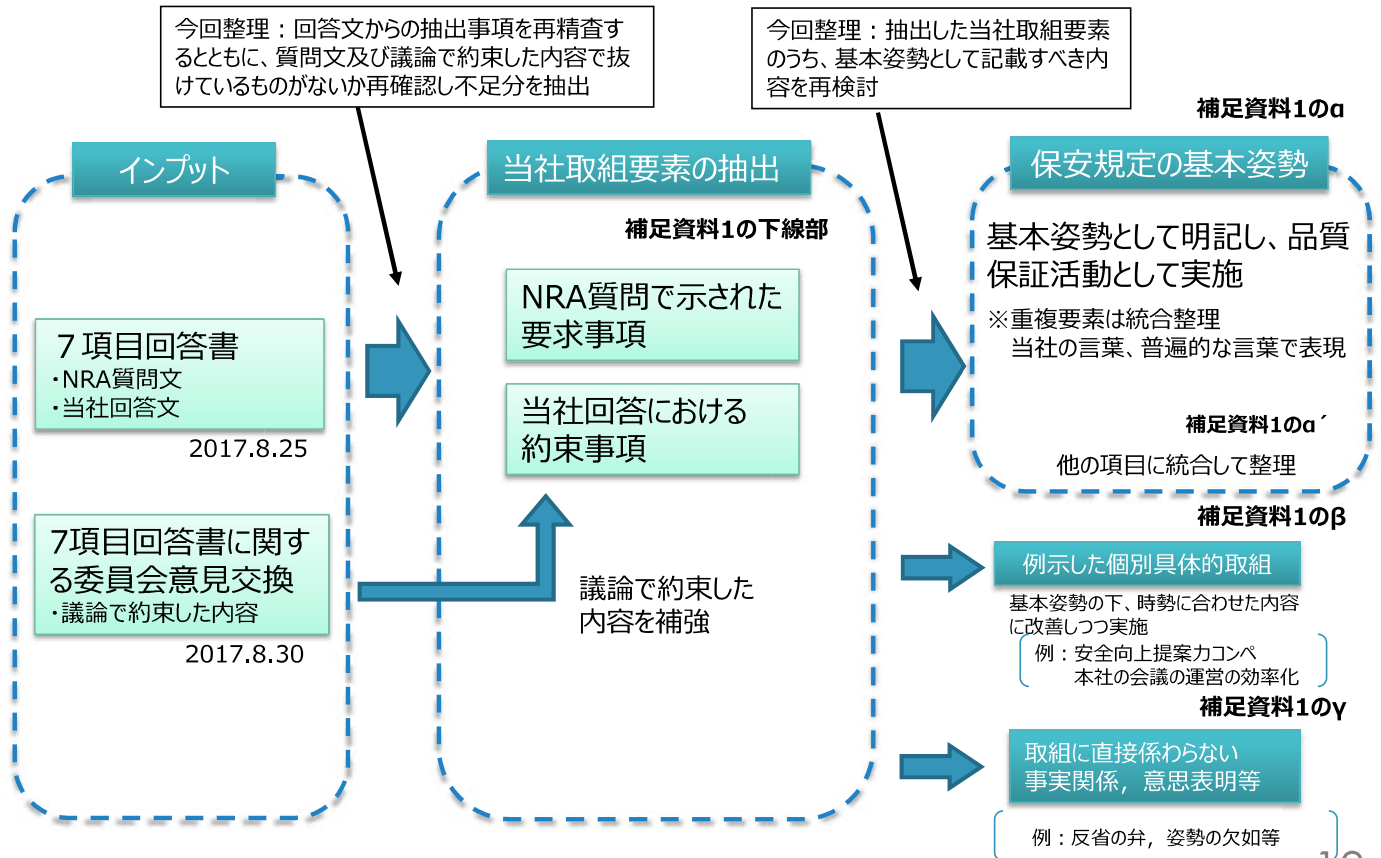 今回整理：回答文からの抽出事項を再精査す
るとともに、質問文及び議論で約束した内容で抜
けているものがないか再確認し不足分を抽出
今回整理：抽出した当社取組要素
のうち、基本姿勢として記載すべき内
容を再検討
補足資料1のα
インプット
７項目回答書
・NRA質問文
・当社回答文
2017.8.25
7項目回答書に関す
る委員会意見交換
・議論で約束した内容
2017.8.30
当社取組要素の抽出
補足資料1の下線部
NRA質問で示された
要求事項
当社回答における
約束事項
議論で約束した
内容を補強
保安規定の基本姿勢
基本姿勢として明記し、品質
保証活動として実施
※重複要素は統合整理
当社の言葉、普遍的な言葉で表現
補足資料1のα´
他の項目に統合して整理
補足資料1のβ
例示した個別具体的取組
基本姿勢の下、時勢に合わせた内容
に改善しつつ実施
例：安全向上提案力コンペ
本社の会議の運営の効率化
補足資料1のγ
取組に直接係わらない
事実関係，意思表明等
例：反省の弁，姿勢の欠如等